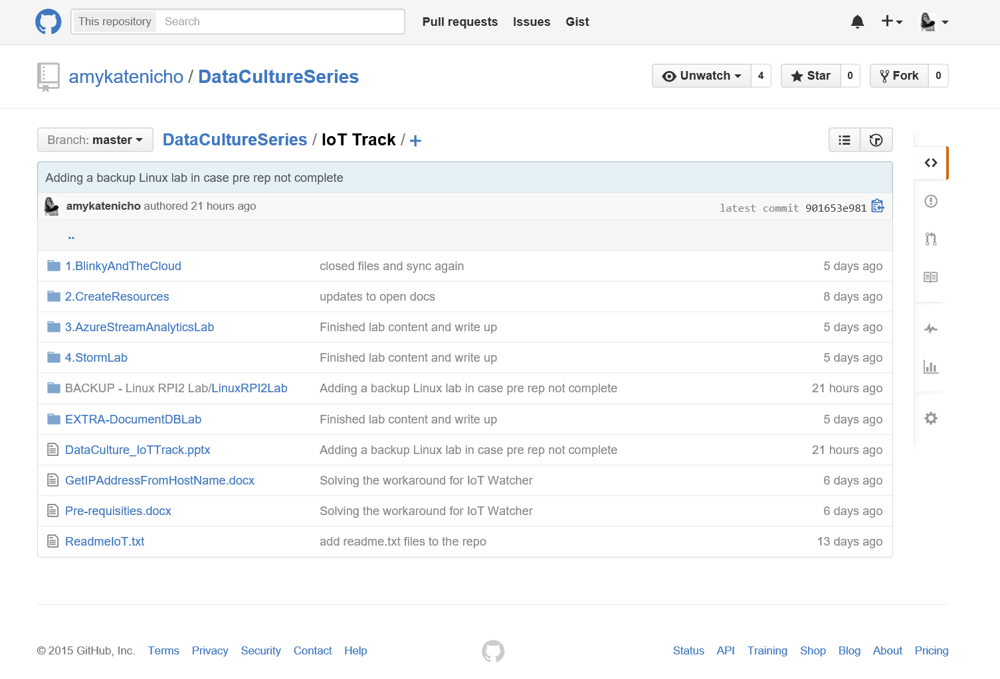 This repository Search Pull requests Issues Gist
amykatenicho / DataCultureSeries Unwatch 4 Star 0 Fork 0
Branch: master DataCultureSeries / IoT Track / +
Adding a backup Linux lab in case pre rep not complete
amykatenicho authored 21 hours ago latest commit 901653e981
..
1.BlinkyAndTheCloud closed files and sync again 5 days ago
2.CreateResources updates to open docs 8 days ago
3.AzureStreamAnalyticsLab Finished lab content and write up 5 days ago
4.StormLab Finished lab content and write up 5 days ago
BACKUP - Linux RPI2 Lab/LinuxRPI2Lab Adding a backup Linux lab in case pre rep not complete 21 hours ago
EXTRA-DocumentDBLab Finished lab content and write up 5 days ago
DataCulture_IoTTrack.pptx Adding a backup Linux lab in case pre rep not complete 21 hours ago
GetIPAddressFromHostName.docx Solving the workaround for IoT Watcher 6 days ago
Pre-requisities.docx Solving the workaround for IoT Watcher 6 days ago
ReadmeIoT.txt add readme.txt files to the repo 13 days ago
© 2015 GitHub, Inc. Terms Privacy Security Contact Help Status API Training Shop Blog About Pricing